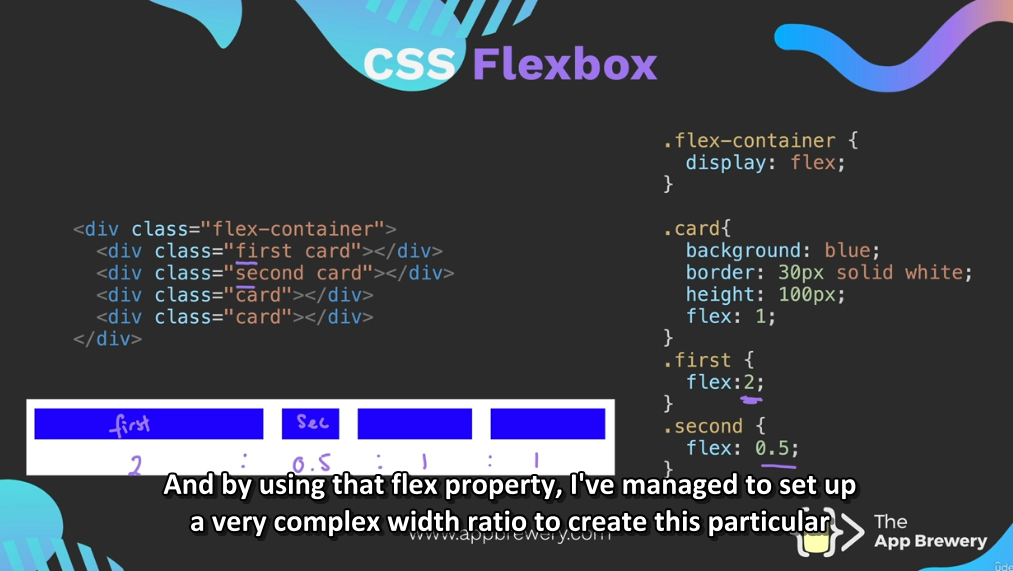 CSS Flexbox
<div class="flex-container">
<div class="first card"></div>
<div class="second card"></div>
<div class="card"></div>
<div class="card"></div>
</div>
.flex-container {
display: flex;
}
.card{
background: blue;
border: 30px solid white;
height: 100px;
flex: 1;
}
.first {
flex:2;
}
.second {
flex: 0.5;
}
first
Sec
2 : 0.5 : 1 : 1
And by using that flex property, I've managed to set up
a very complex width ratio to create this particular
www.appbrewery.com
The
App Brewery